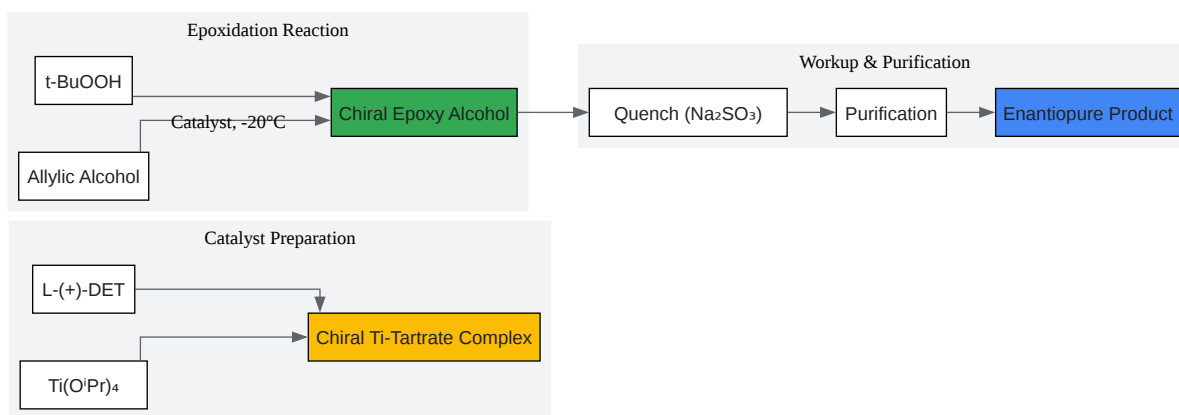 Epoxidation Reaction
t-BuOOH
Catalyst, -20°C
Allylic Alcohol
Chiral Epoxy Alcohol
Workup & Purification
Quench (Na₂SO₃)
Purification
Enantiopure Product
Catalyst Preparation
L-(+)-DET
Ti(OⁱPr)₄
Chiral Ti-Tartrate Complex